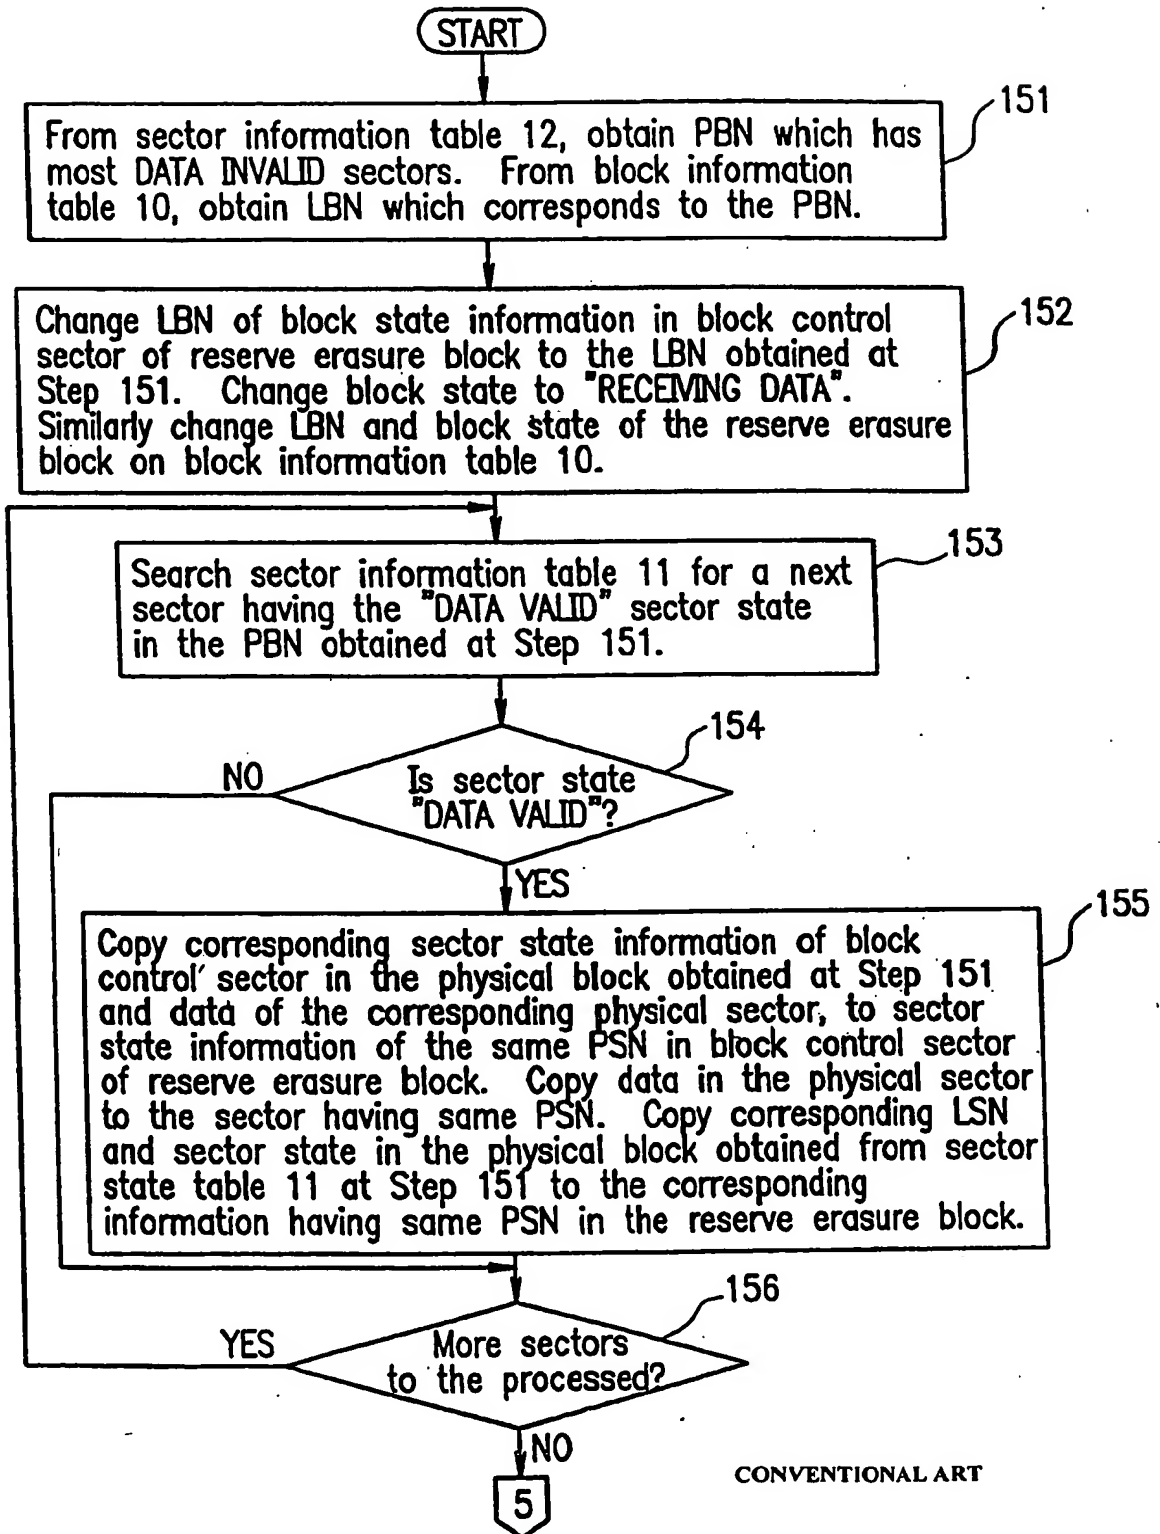 START
151
From sector information table 12, obtain PBN which has
most DATA INVALID sectors. From block information
table 10, obtain LBN which corresponds to the PBN.
152
Change LBN of block state information in block control
sector of reserve erasure block to the LBN obtained at
Step 151. Change block state to "RECEIVING DATA".
Similarly change LBN and block state of the reserve erasure
block on block information table 10.
153
Search sector information table 11 for a next
sector having the "DATA VALID" sector state
in the PBN obtained at Step 151.
154
NO
Is sector state
"DATA VALID"?
YES
155
Copy corresponding sector state information of block
control sector in the physical block obtained at Step 151
and data of the corresponding physical sector, to sector
state information of the same PSN in block control sector
of reserve erasure block. Copy data in the physical sector
to the sector having same PSN. Copy corresponding LSN
and sector state in the physical block obtained from sector
state table 11 at Step 151 to the corresponding
information having same PSN in the reserve erasure block.
156
YES
More sectors
to the processed?
NO
5
CONVENTIONAL ART